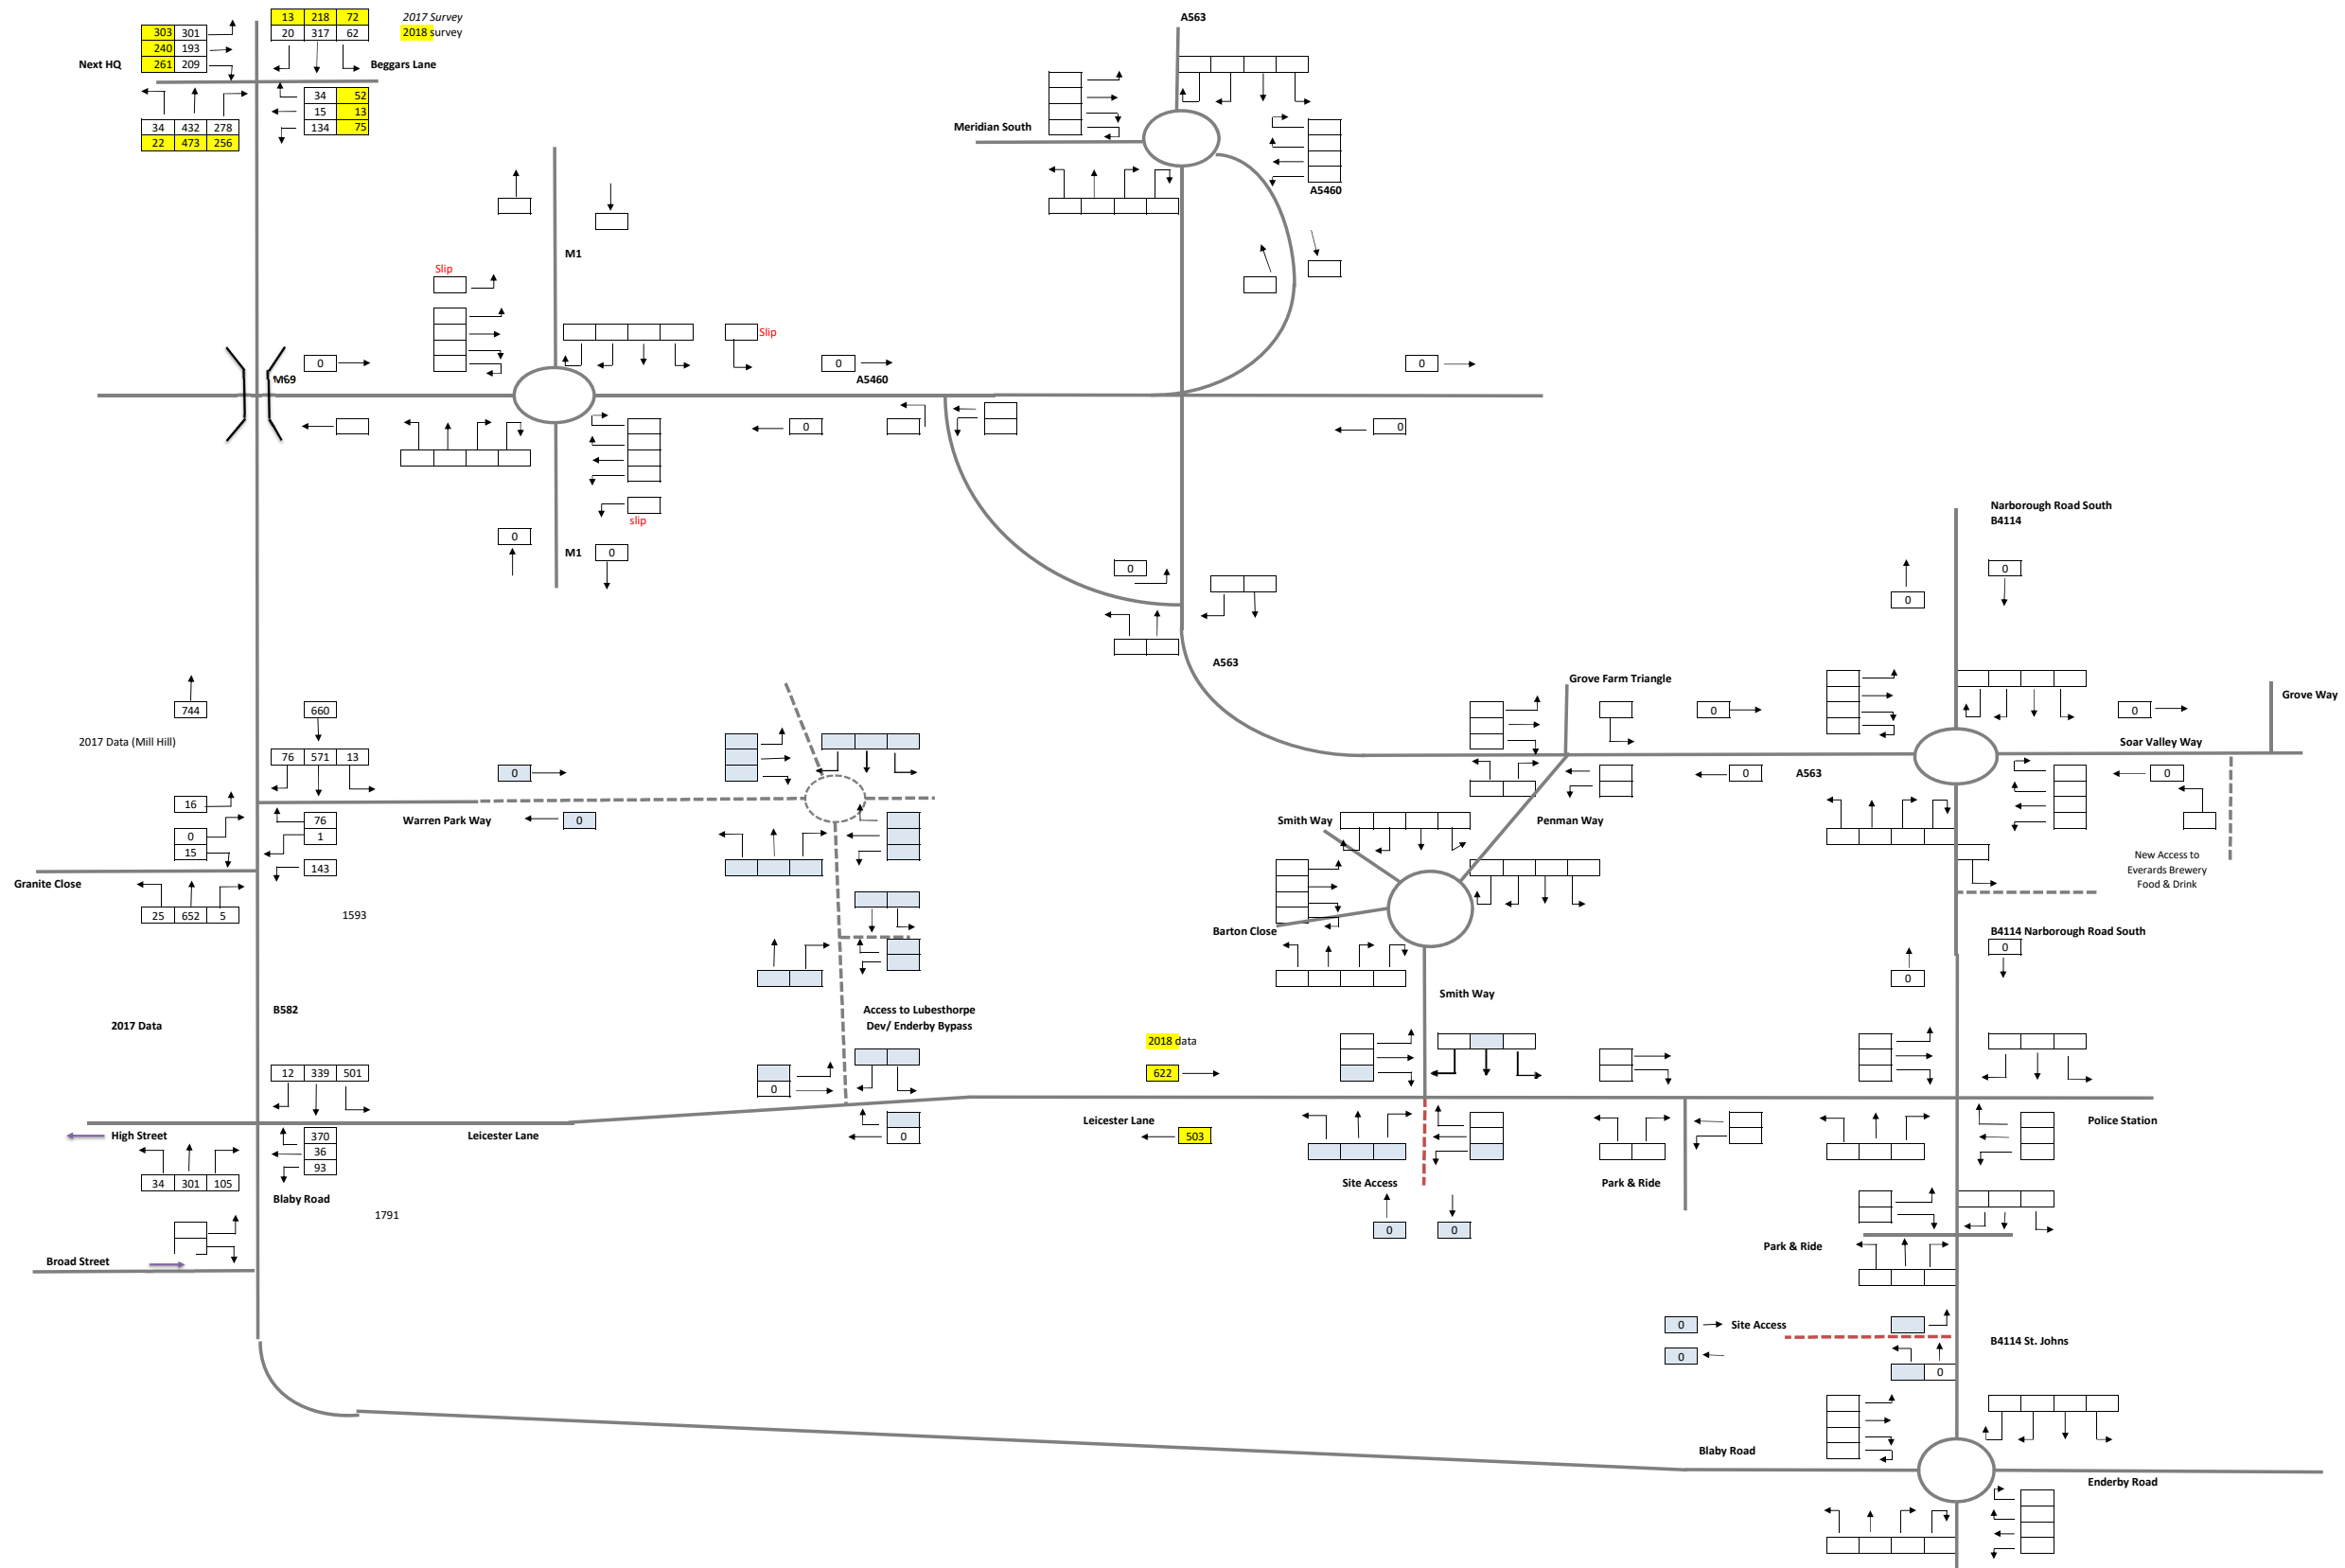 13 218 72
20 317 62
2017 Survey
2018 survey
303 301
240 193
261 209
Next HQ
Beggars Lane
34 52
15 13
134 75
34 432 278
22 473 256
A563
Meridian South
A5460
M1
Slip
Slip
0
M69
0
A5460
0
0
0
slip
0
M1
0
Narborough Road South
B4114
0
0
0
A563
Grove Farm Triangle
744
660
0
0
Grove Way
2017 Data (Mill Hill)
Soar Valley Way
76 571 13
0
0
A563
0
16
Warren Park Way
0
76
1
0
15
143
Smith Way
Penman Way
New Access to
Everards Brewery
Food & Drink
Granite Close
25 652 5
1593
Barton Close
B4114 Narborough Road South
0
0
Smith Way
B582
Access to Lubesthorpe
Dev/ Enderby Bypass
2017 Data
2018 data
12 339 501
622
0
High Street
Leicester Lane
0
Leicester Lane
503
Police Station
370
36
93
34 301 105
Site Access
Park & Ride
Blaby Road
1791
0 0
Park & Ride
Broad Street
0
Site Access
0
B4114 St. Johns
0
Blaby Road
Enderby Road